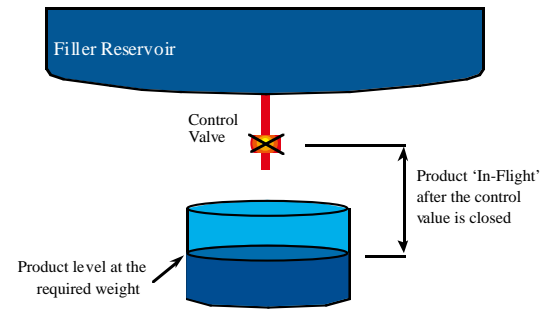 Filler Reservoir
Control
Valve
Product ‘In-Flight’
after the control
value is closed
Product level at the
required weight